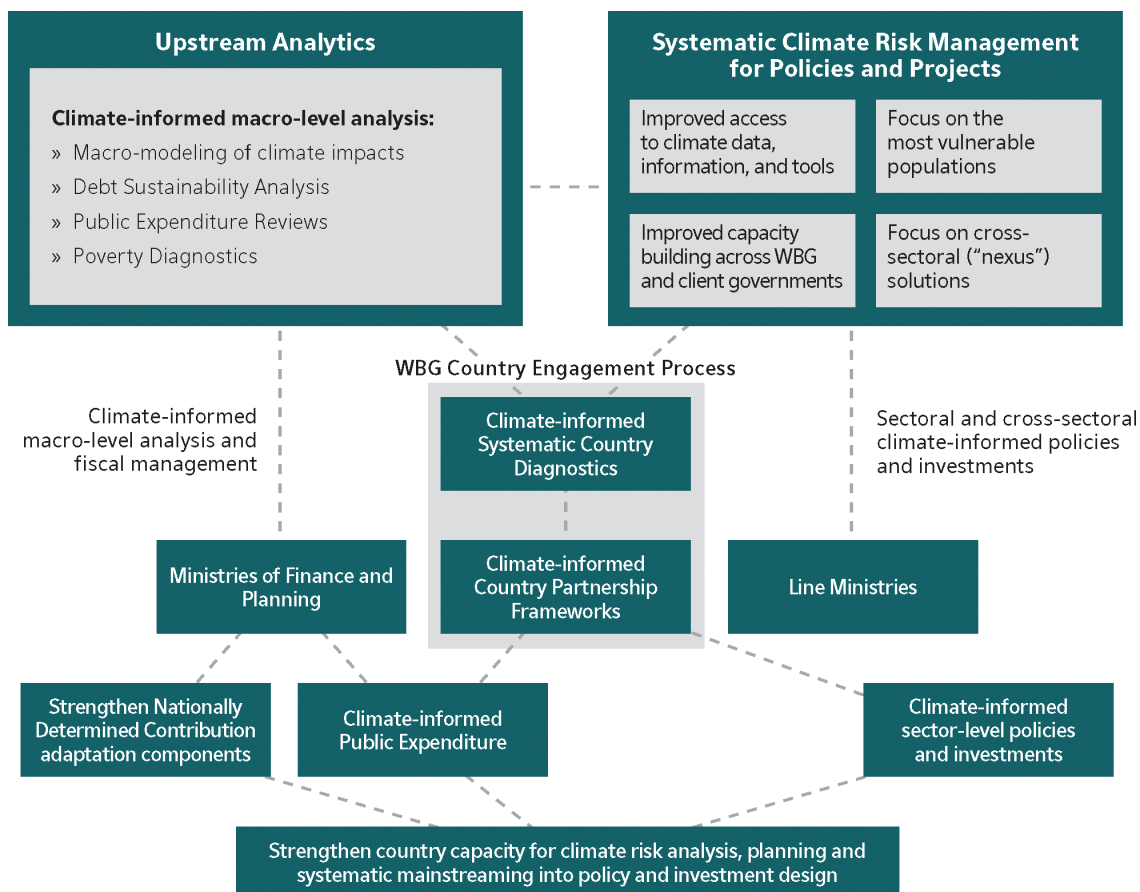 Upstream Analytics
Climate-informed macro-level analysis:
» Macro-modeling of climate impacts
» Debt Sustainability Analysis
» Public Expenditure Reviews
» Poverty Diagnostics
Systematic Climate Risk Management
for Policies and Projects
Improved access
to climate data,
information, and tools
Focus on the
most vulnerable
populations
Improved capacity
building across WBG
and client governments
Focus on cross-
sectoral (“nexus”)
solutions
WBG Country Engagement Process
Climate-informed
macro-level analysis and
fiscal management
Climate-informed
Systematic Country
Diagnostics
Sectoral and cross-sectoral
climate-informed policies
and investments
Ministries of Finance and
Planning
Climate-informed
Country Partnership
Frameworks
Line Ministries
Strengthen Nationally
Determined Contribution
adaptation components
Climate-informed
Public Expenditure
Climate-informed
sector-level policies
and investments
Strengthen country capacity for climate risk analysis, planning and
systematic mainstreaming into policy and investment design